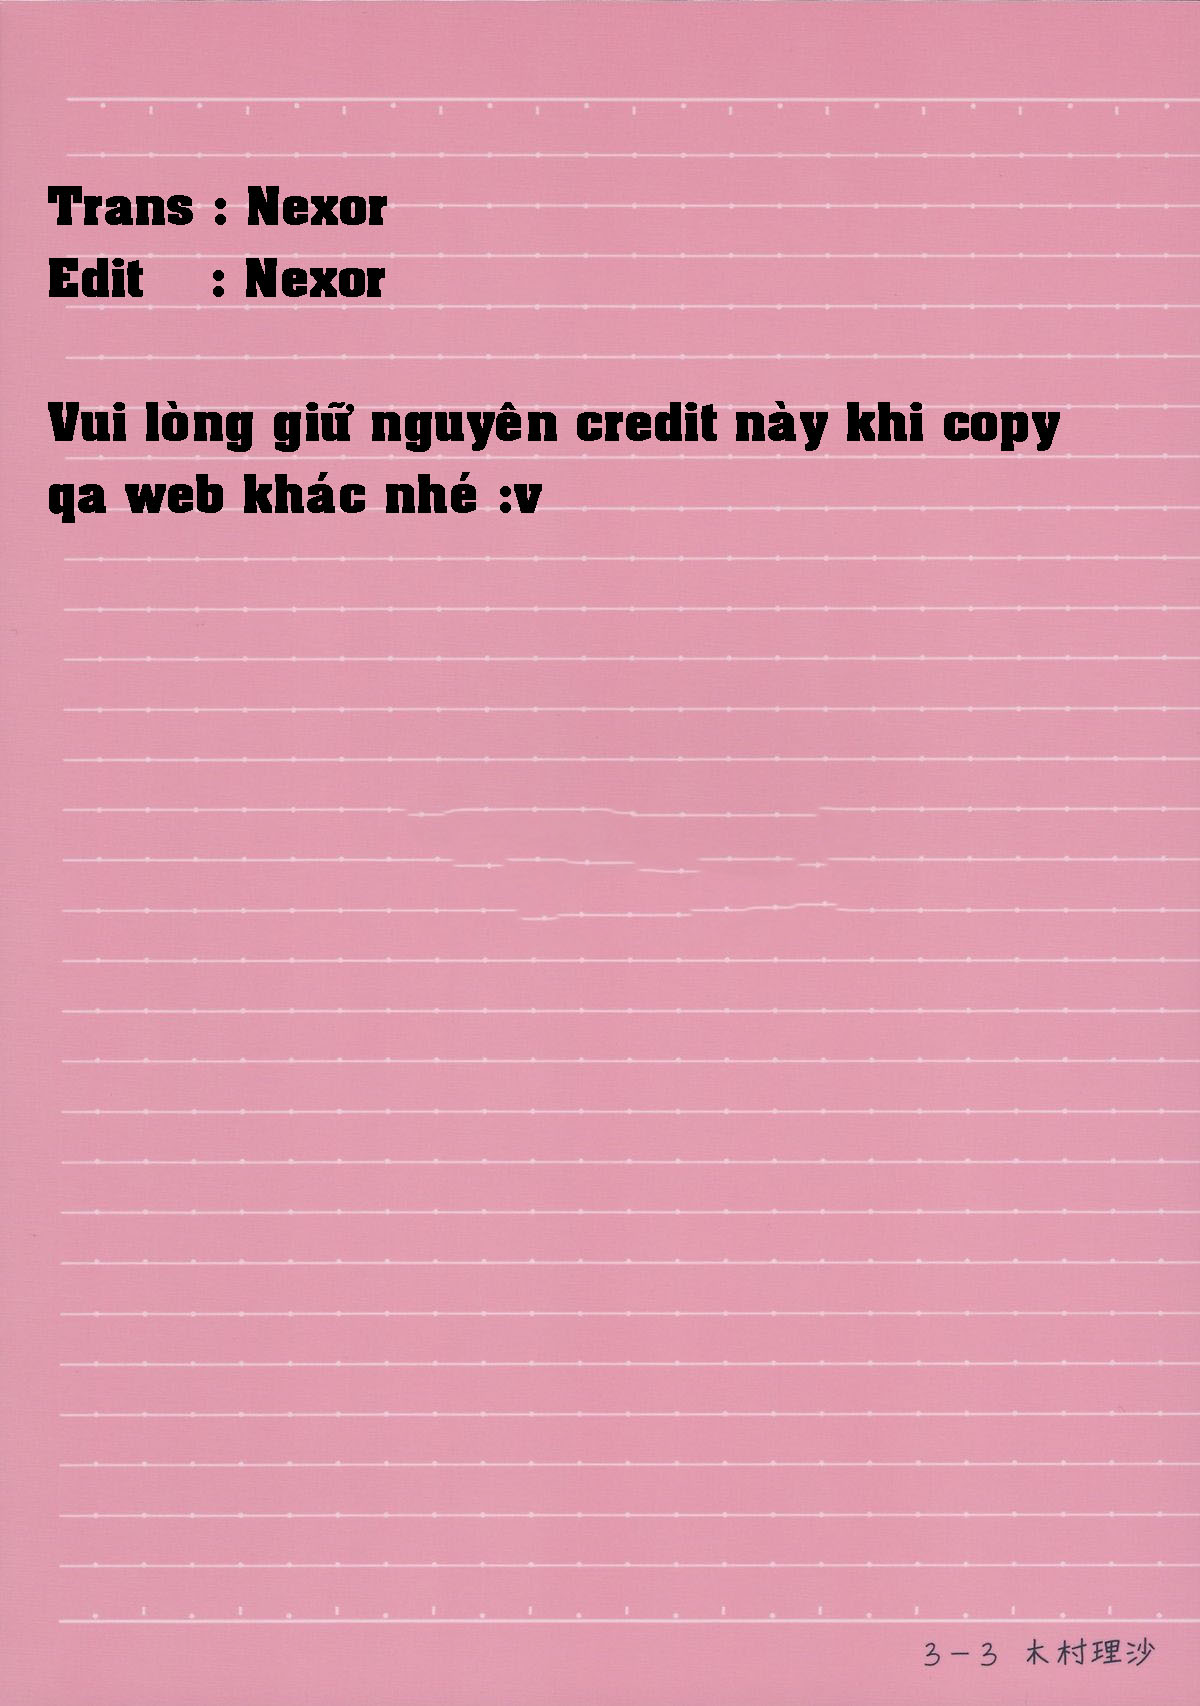 Trans : Nexor
Edit : Nexor
Vui lòng giữ nguyên credit này khi copy
qa web khác nhé :v
3-3 木村理沙